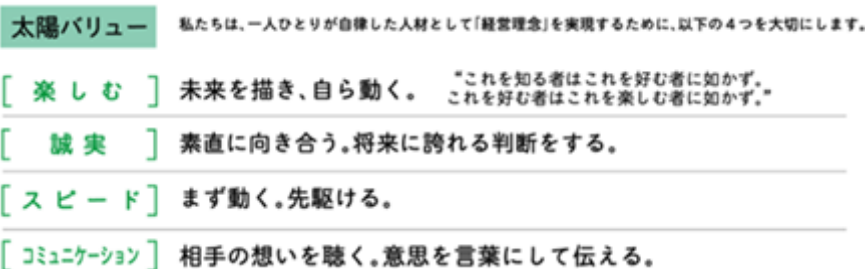 太陽バリュー 私たちは、一人ひとりが自律した人材として「経営理念」を実現するために、以下の4つを大切にします。
[楽しむ] 未来を描き、自ら動く。 “これを知る者はこれを好む者に如かず。
これを好む者はこれを楽しむ者に如かず。”
[誠実] 素直に向き合う。将来に誇れる判断をする。
[スピード] まず動く。先駆ける。
[コミュニケーション] 相手の想いを聴く。意思を言葉にして伝える。